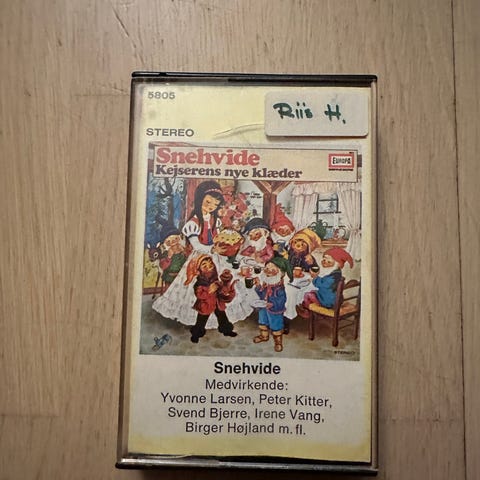 5805
Riis H.
STEREO
Snehvide
EUROPA
Kejserens nye klæder
STEREO
Snehvide
Medvirkende:
Yvonne Larsen, Peter Kitter,
Svend Bjerre, Irene Vang,
Birger Højland m. fl.